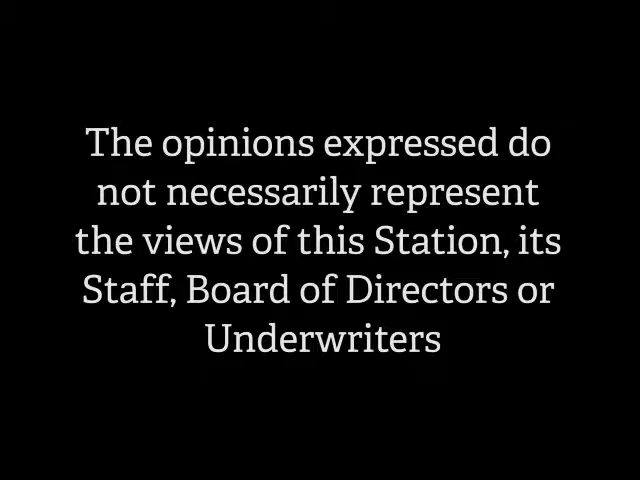 The opinions expressed do
not necessarily represent
the views of this Station, its
Staff, Board of Directors or
Underwriters